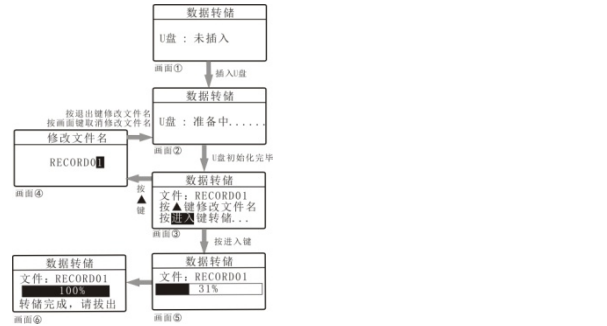 数据转储
U盘：未插入
画面①
插入U盘
数据转储
U盘：准备中......
画面②
按退出键修改文件名
按画面键取消修改文件名
修改文件名
RECORD01
画面④
U盘初始化完毕
按▲键
数据转储
文件：RECORD01
按▲键修改文件名
按进入键转储...
画面③
按进入键
数据转储
文件：RECORD01
31%
画面⑤
数据转储
文件：RECORD01
100%
转储完成，请拔出
画面⑥